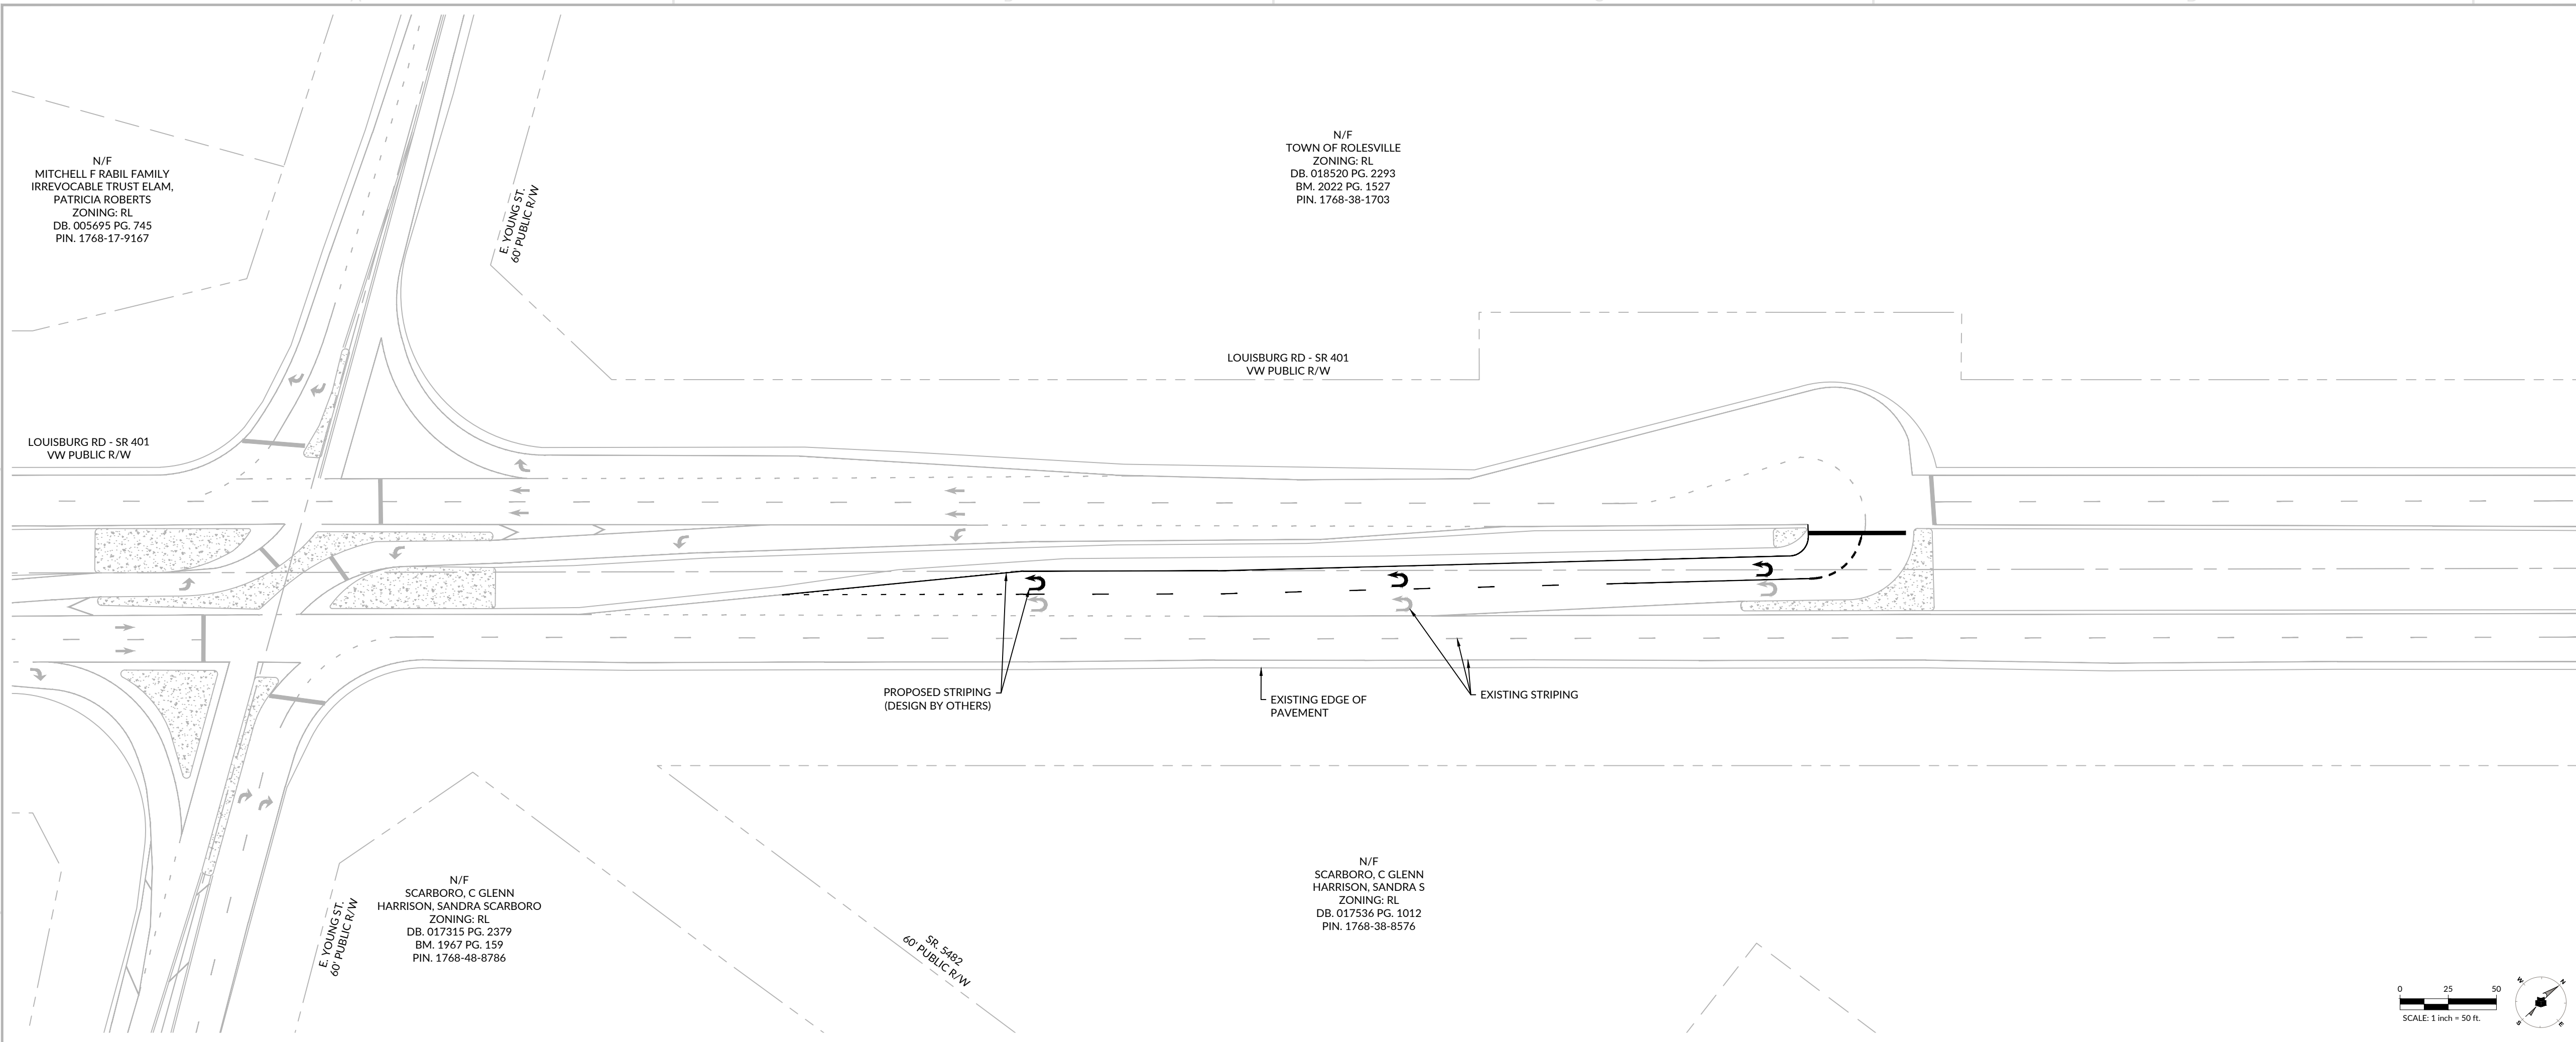 N/F
MITCHELL F RABIL FAMILY
IRREVOCABLE TRUST ELAM,
PATRICIA ROBERTS
ZONING: RL
DB. 005695 PG. 745
PIN. 1768-17-9167
E. YOUNG ST.
60' PUBLIC R/W
N/F
TOWN OF ROLESVILLE
ZONING: RL
DB. 018520 PG. 2293
BM. 2022 PG. 1527
PIN. 1768-38-1703
LOUISBURG RD - SR 401
VW PUBLIC R/W
LOUISBURG RD - SR 401
VW PUBLIC R/W
PROPOSED STRIPING
(DESIGN BY OTHERS)
EXISTING EDGE OF
PAVEMENT
EXISTING STRIPING
N/F
SCARBORO, C GLENN
HARRISON, SANDRA SCARBORO
ZONING: RL
DB. 017315 PG. 2379
BM. 1967 PG. 159
PIN. 1768-48-8786
E. YOUNG ST.
60' PUBLIC R/W
SR. 5482
60' PUBLIC R/W
N/F
SCARBORO, C GLENN
HARRISON, SANDRA S
ZONING: RL
DB. 017536 PG. 1012
PIN. 1768-38-8576
0 25 50
SCALE: 1 inch = 50 ft.
W N
S E